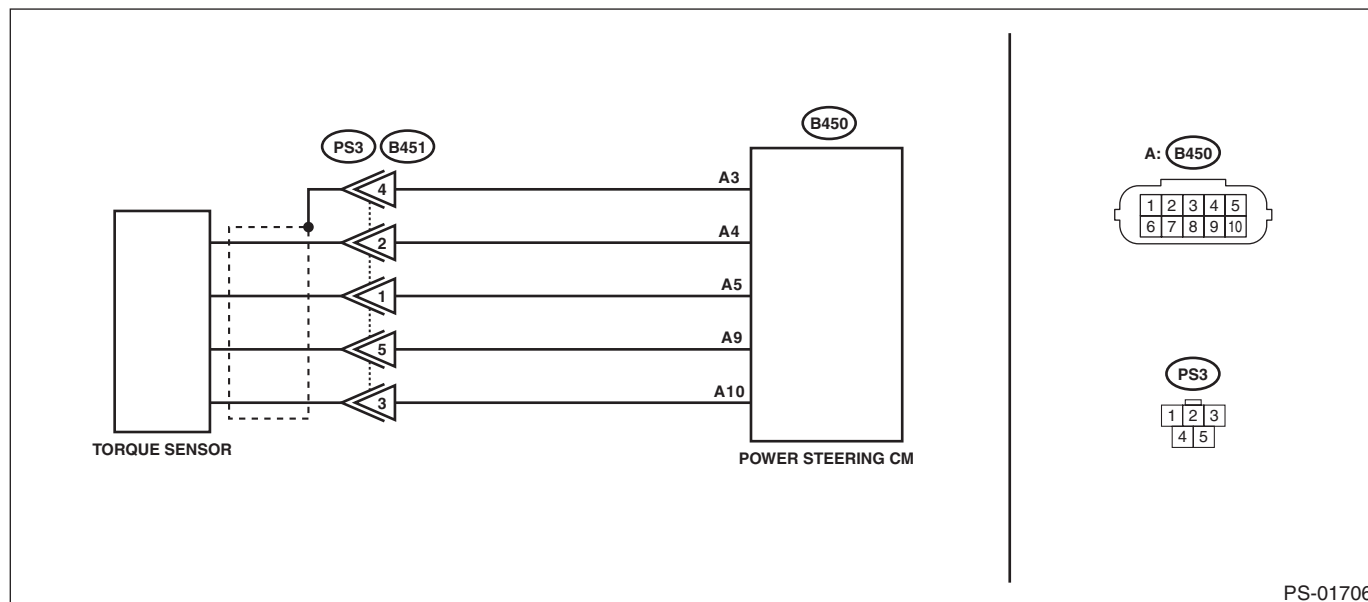 B450
PS3 B451
A3
4
A4
2
A5
1
A9
5
A10
3
TORQUE SENSOR
POWER STEERING CM
A: B450
1 2 3 4 5
6 7 8 9 10
PS3
1 2 3
4 5
PS-01706